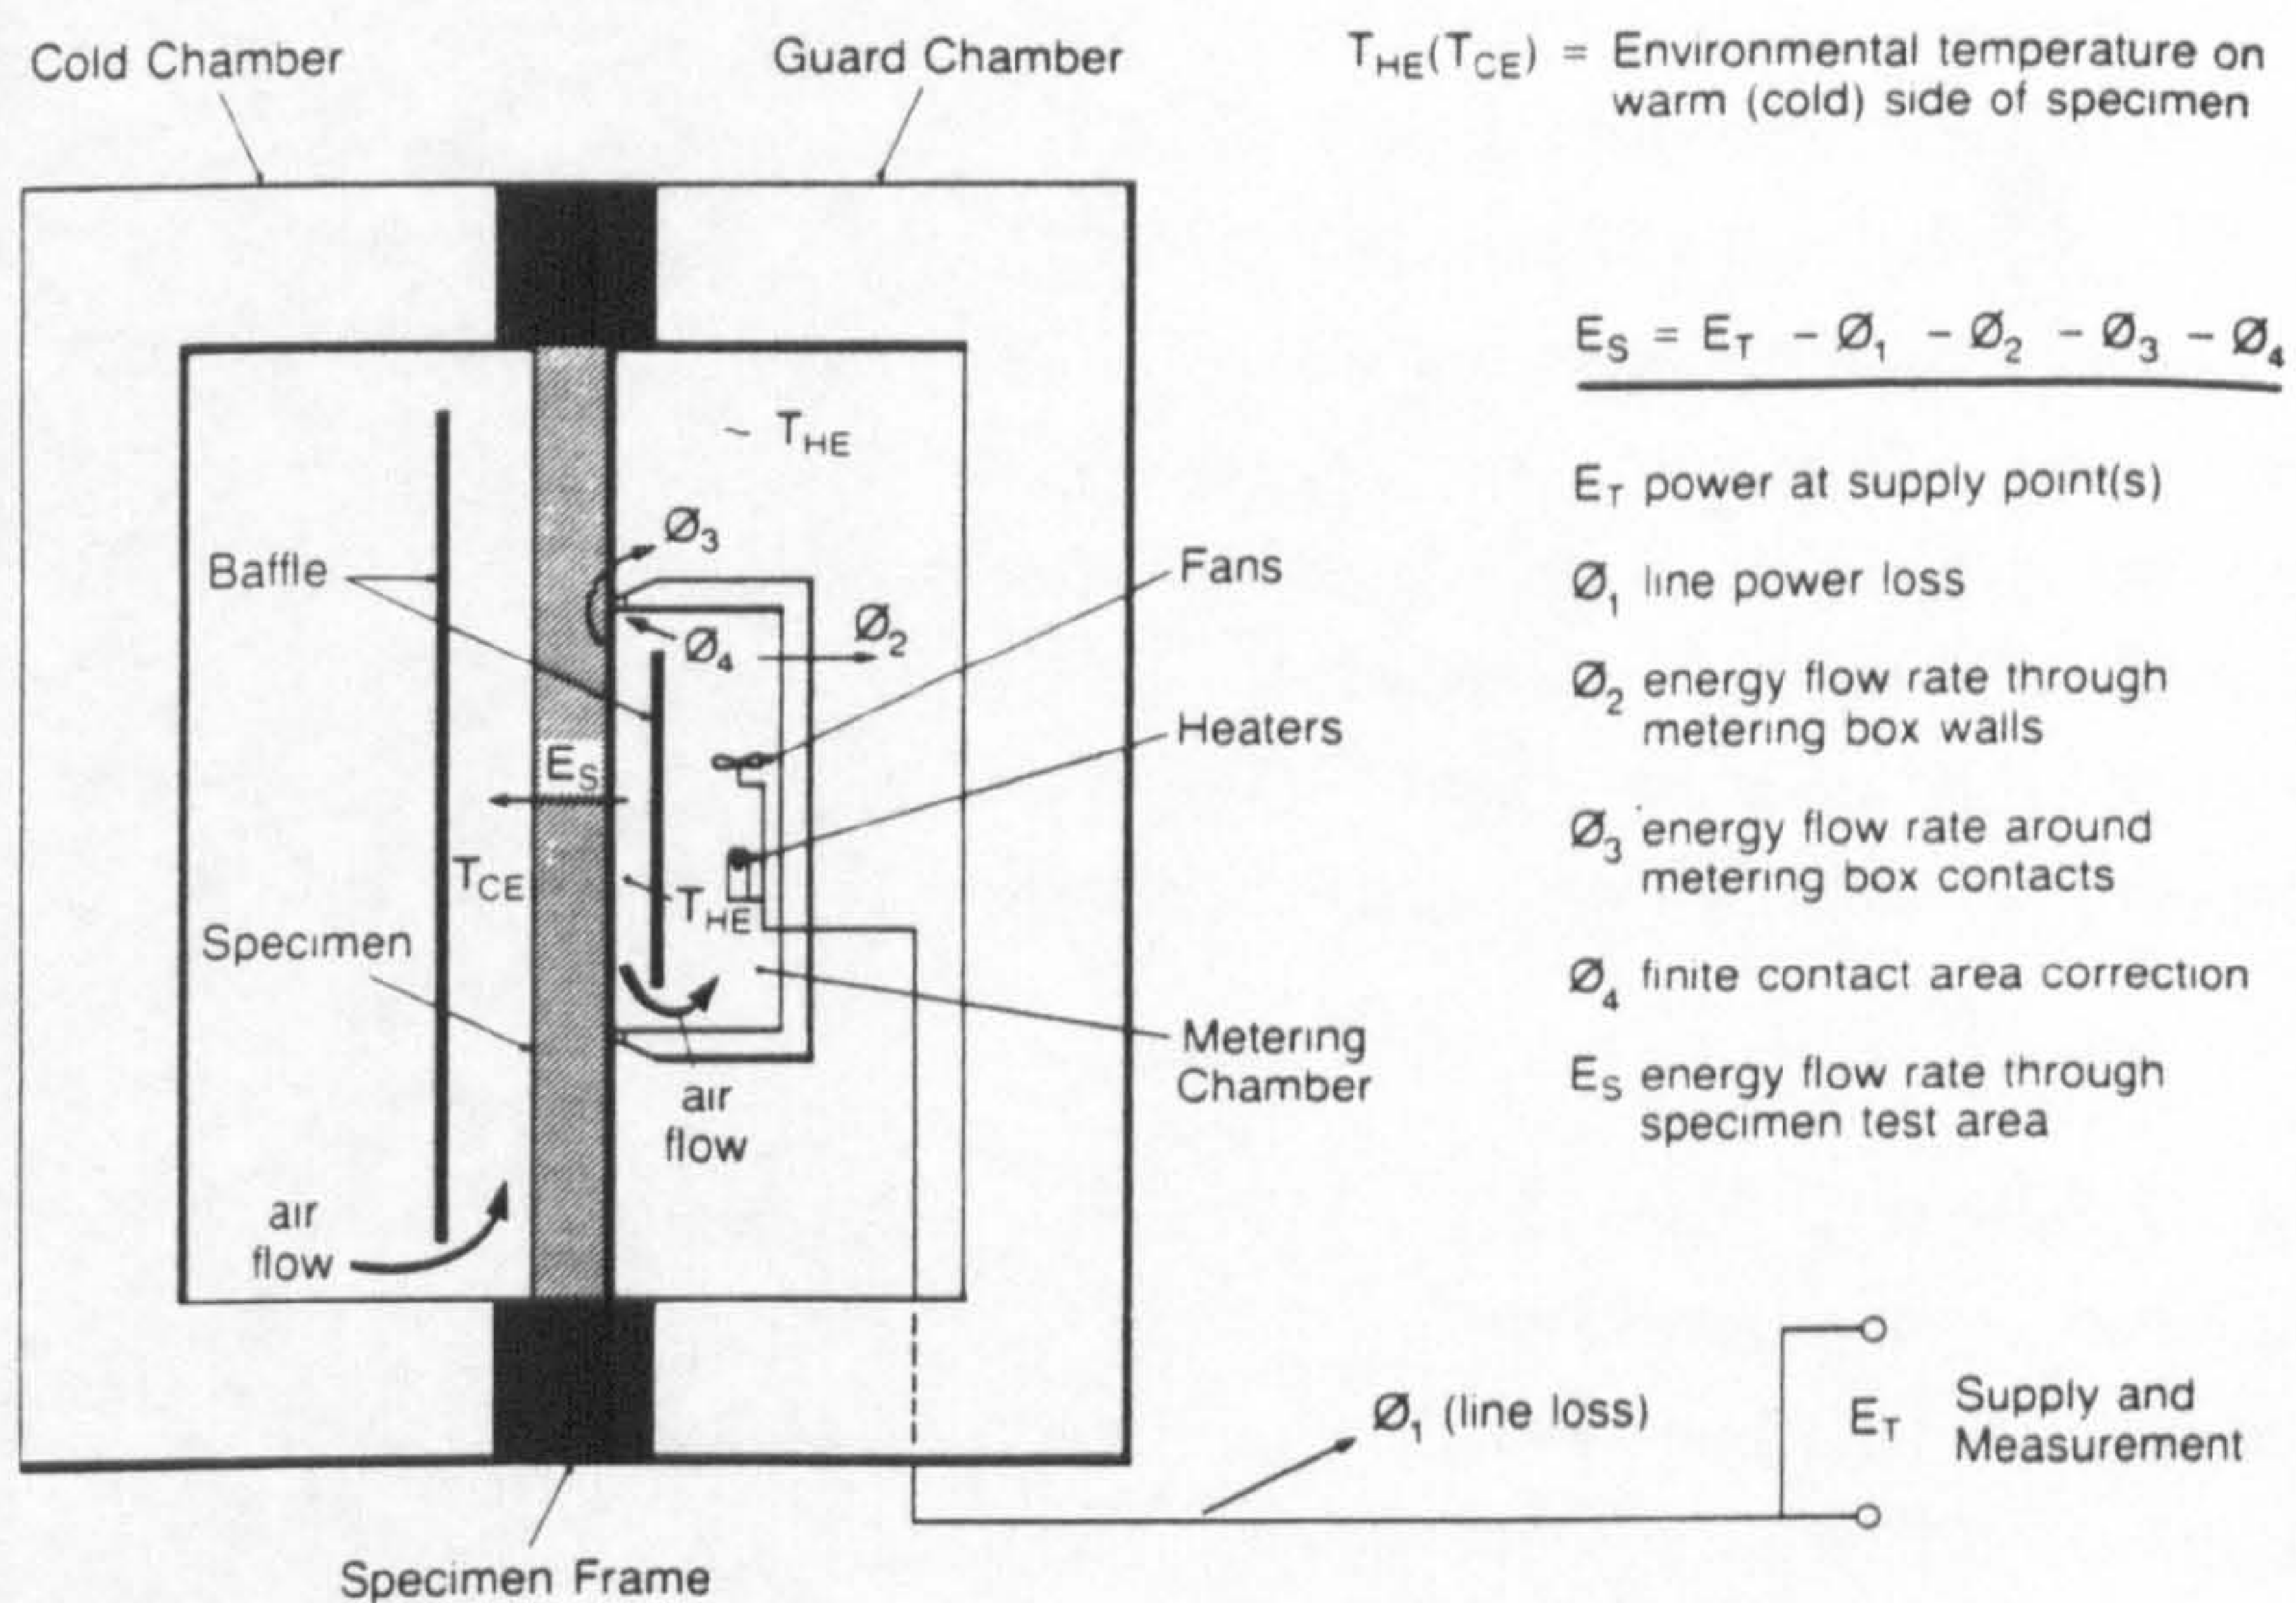 Cold Chamber
Guard Chamber
T_HE(T_CE) = Environmental temperature on
warm (cold) side of specimen
E_S = E_T - Ø_1 - Ø_2 - Ø_3 - Ø_4
~ T_HE
E_T power at supply point(s)
Ø_3
Baffle
Fans
Ø_1 line power loss
Ø_4
Ø_2
Ø_2 energy flow rate through
metering box walls
Heaters
E_S
Ø_3 energy flow rate around
metering box contacts
T_CE
T_HE
Specimen
Ø_4 finite contact area correction
Metering
Chamber
E_S energy flow rate through
specimen test area
air
flow
air
flow
Ø_1 (line loss)
E_T
Supply and
Measurement
Specimen Frame